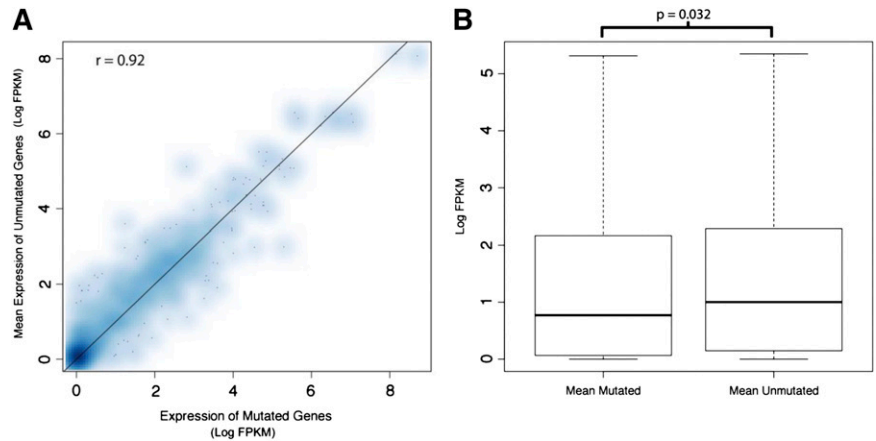 A
r = 0.92
Mean Expression of Unmutated Genes (Log FPKM)
8
6
4
2
0
0 2 4 6 8
Expression of Mutated Genes
(Log FPKM)
B
p = 0.032
Log FPKM
5
4
3
2
1
0
Mean Mutated Mean Unmutated